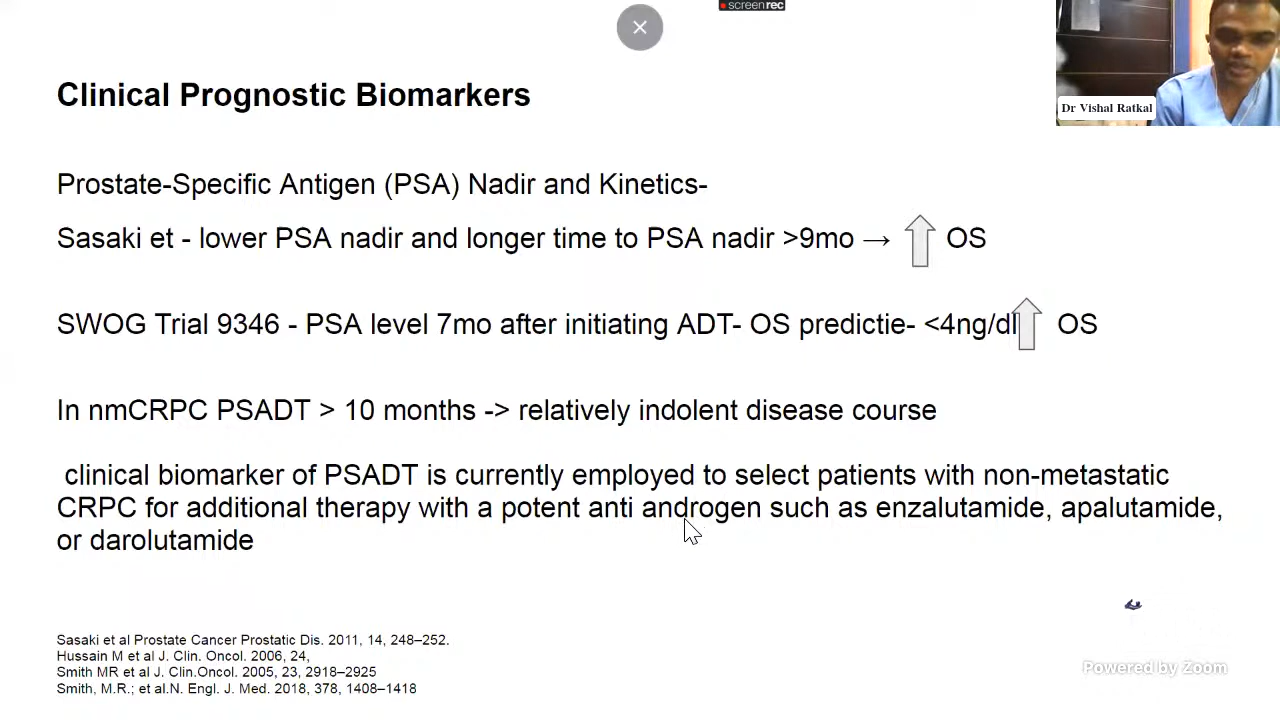 screenrec
Clinical Prognostic Biomarkers
Dr Vishal Ratkal
Prostate-Specific Antigen (PSA) Nadir and Kinetics-
Sasaki et - lower PSA nadir and longer time to PSA nadir >9mo → OS
SWOG Trial 9346 - PSA level 7mo after initiating ADT- OS predictie- <4ng/dl OS
In nmCRPC PSADT > 10 months -> relatively indolent disease course
clinical biomarker of PSADT is currently employed to select patients with non-metastatic
CRPC for additional therapy with a potent anti androgen such as enzalutamide, apalutamide,
or darolutamide
Sasaki et al Prostate Cancer Prostatic Dis. 2011, 14, 248–252.
Hussain M et al J. Clin. Oncol. 2006, 24,
Smith MR et al J Clin.Oncol. 2005, 23, 2918–2925
Smith, M.R.; et al.N. Engl. J. Med. 2018, 378, 1408–1418
Powered by Zoom